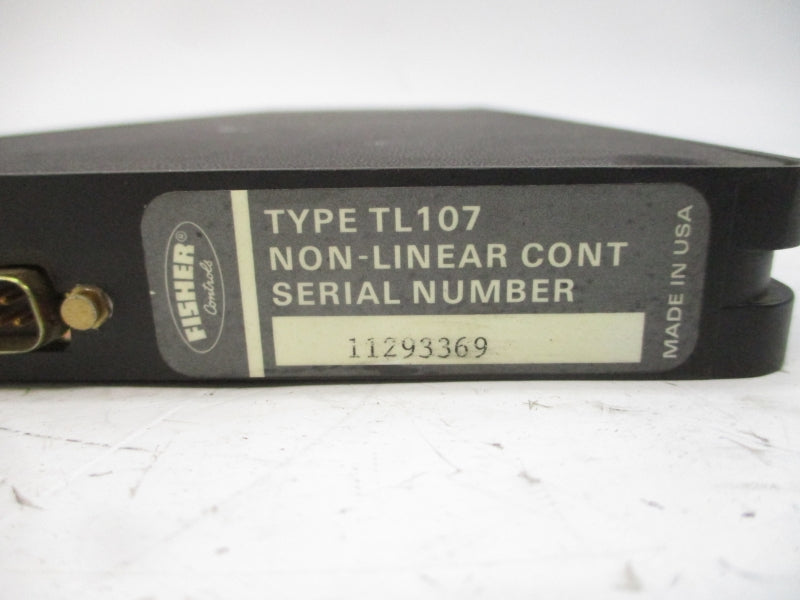 FISHER®
Controls
TYPE TL107
NON-LINEAR CONT
SERIAL NUMBER
11293369
MADE IN USA